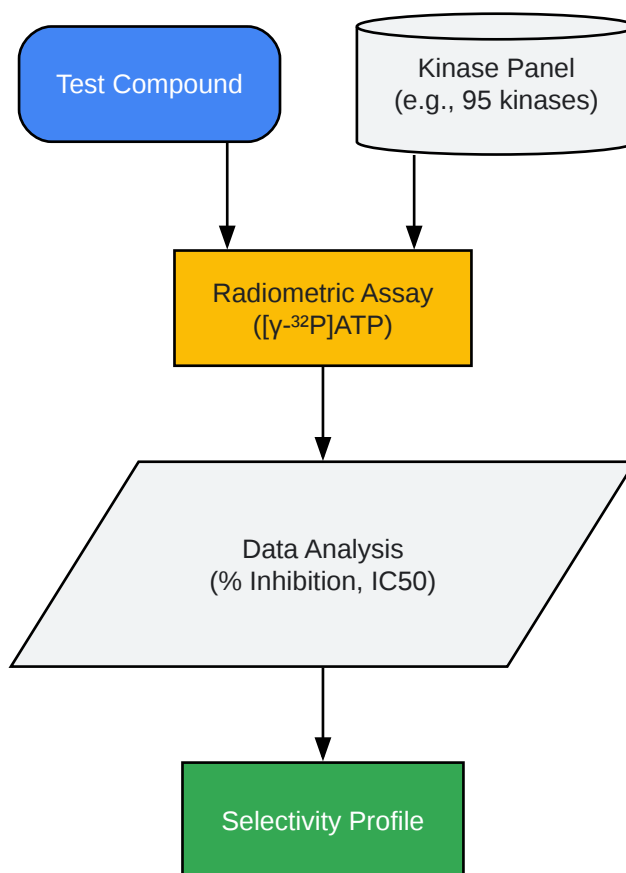 Test Compound
Kinase Panel
(e.g., 95 kinases)
Radiometric Assay
([γ-³²P]ATP)
Data Analysis
(% Inhibition, IC50)
Selectivity Profile